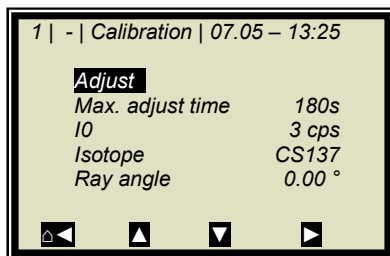 1 | - | Calibration | 07.05 – 13:25
Adjust
Max. adjust time 180s
I0 3 cps
Isotope CS137
Ray angle 0.00 °